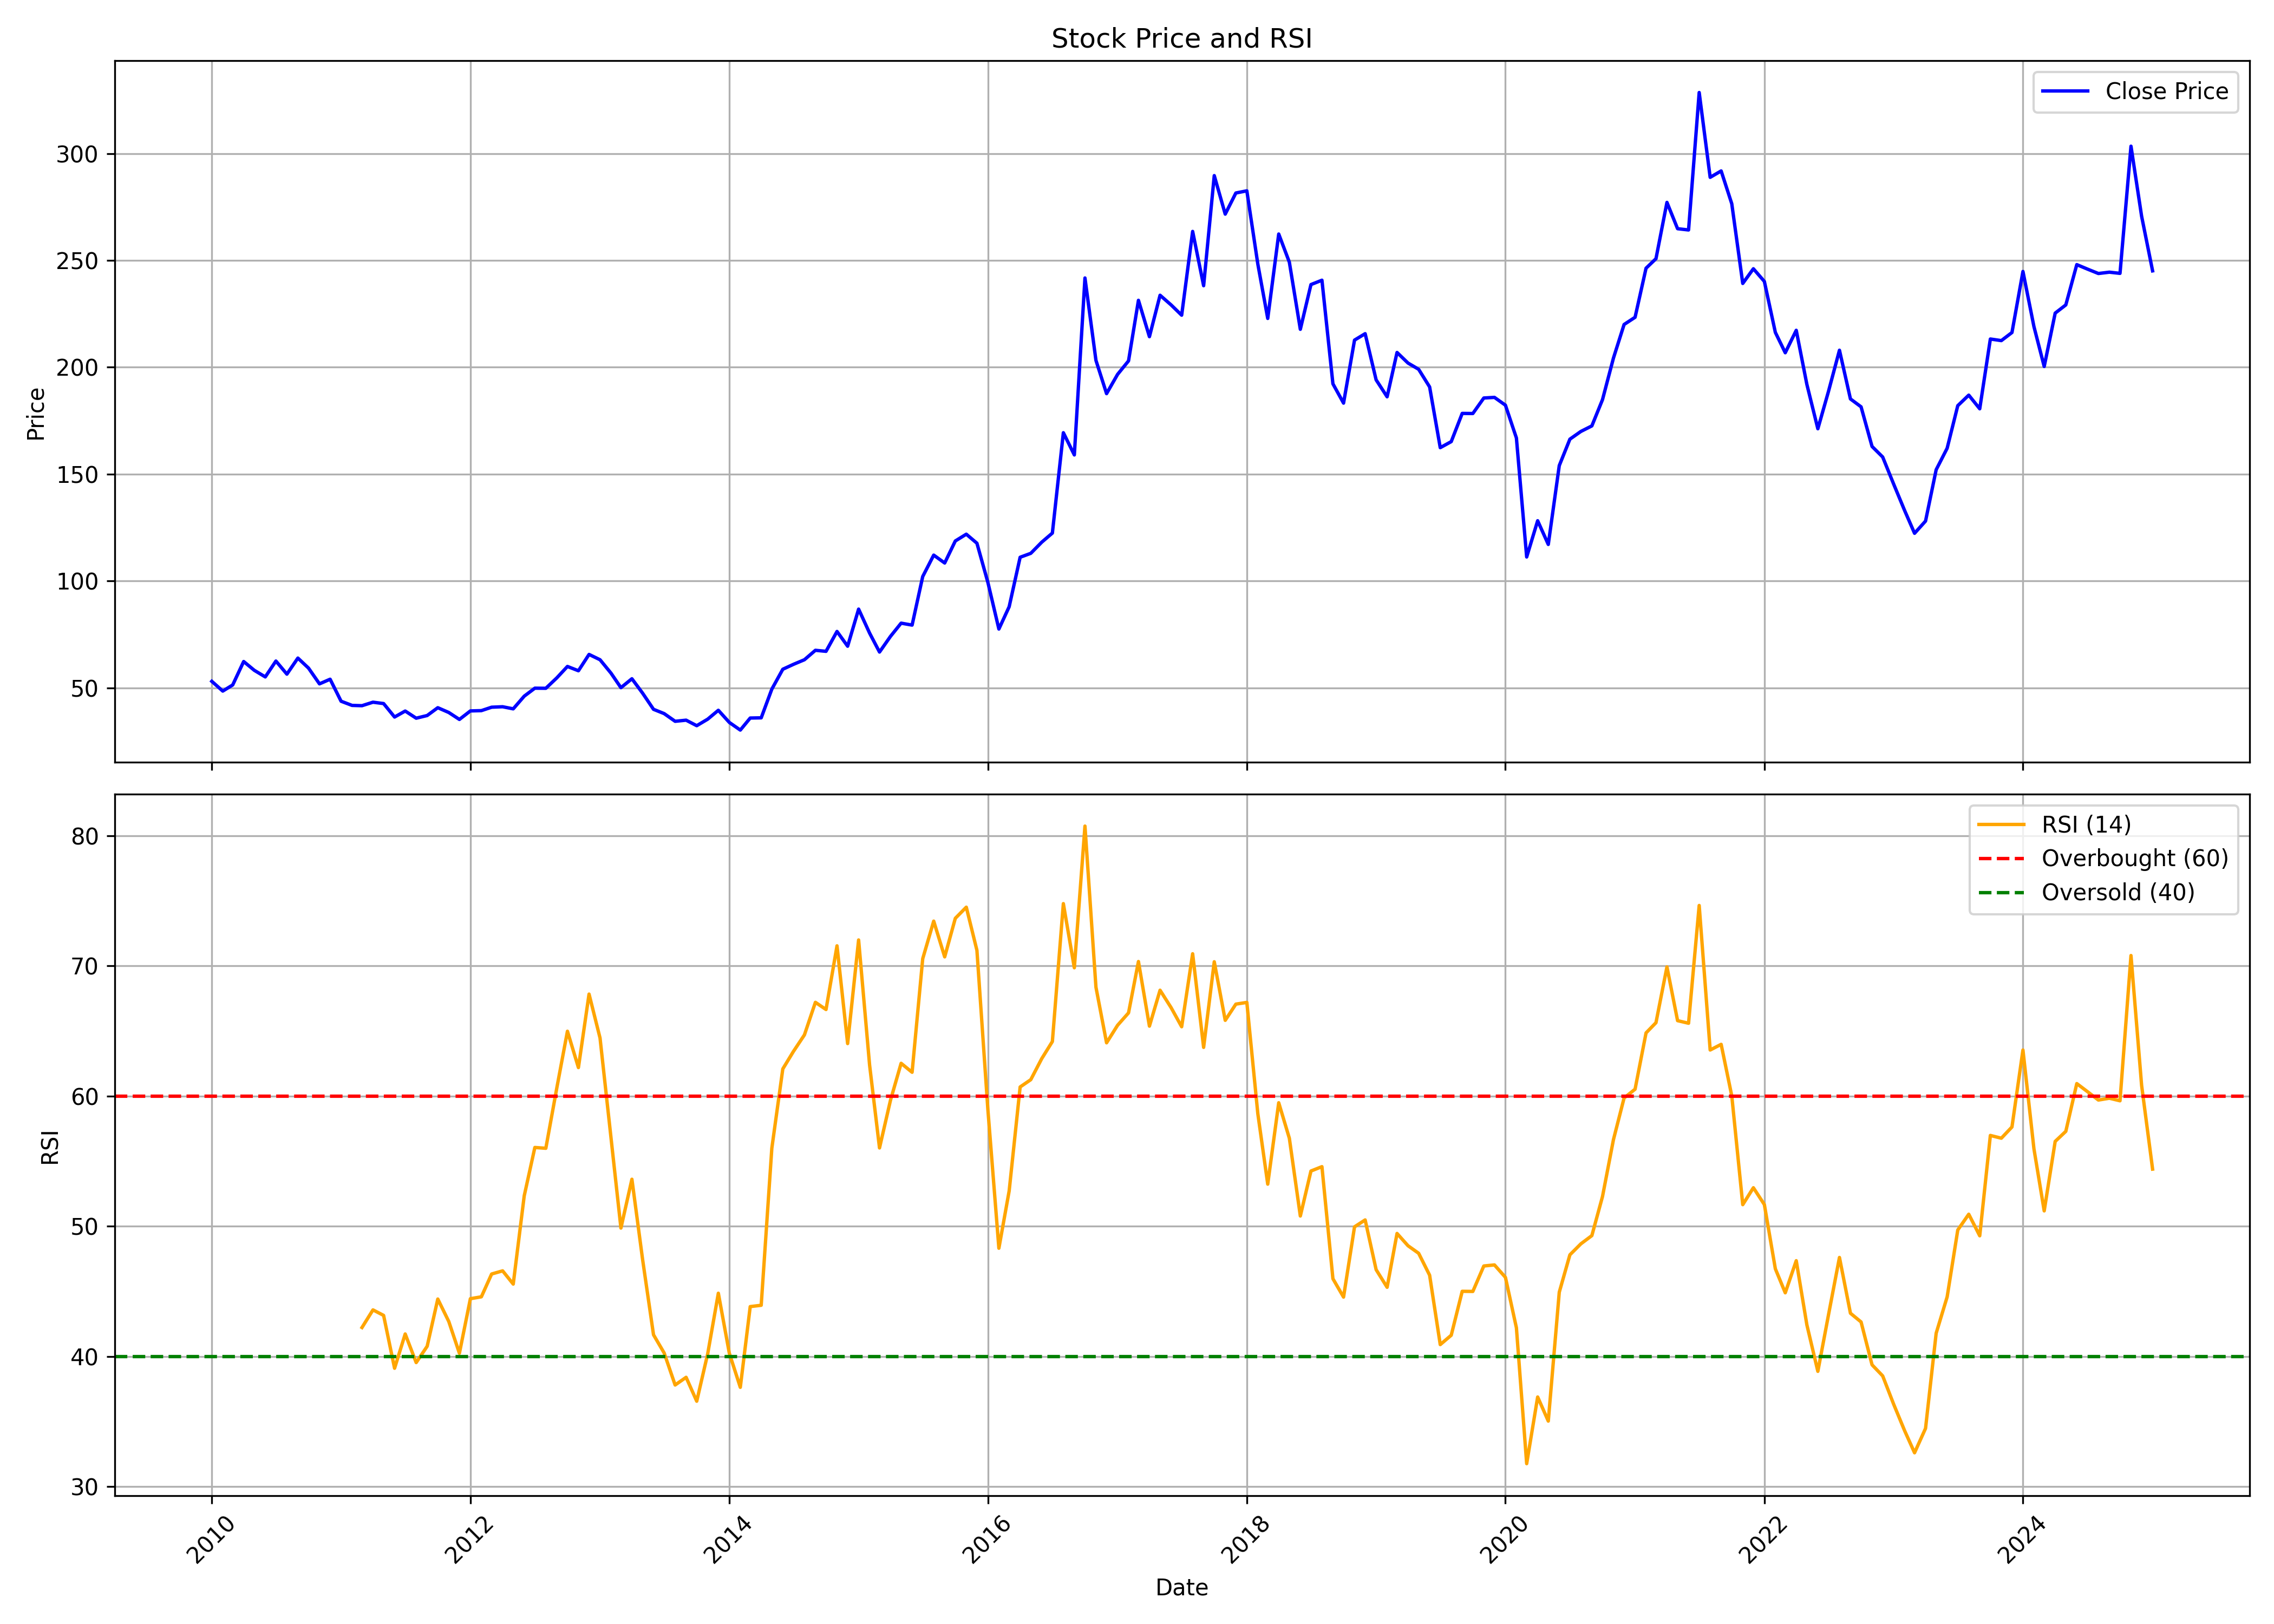 Stock Price and RSI
Close Price
300
250
200
150
100
50
Price
RSI (14)
Overbought (60)
Oversold (40)
80
70
60
50
40
30
RSI
2010
2012
2014
2016
2018
2020
2022
2024
Date